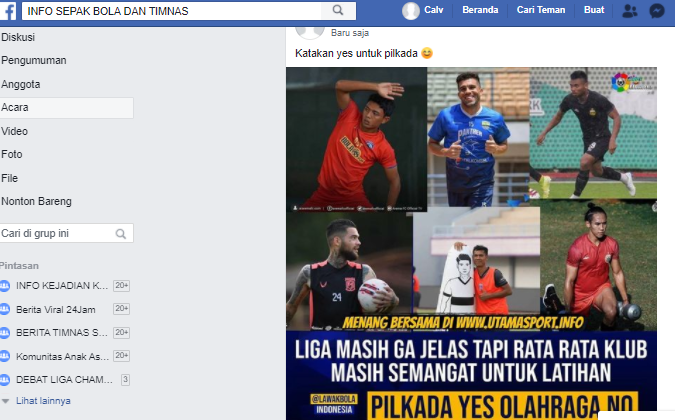 INFO SEPAK BOLA DAN TIMNAS
Calv
Beranda
Cari Teman
Buat
Diskusi
Pengumuman
Anggota
Acara
Video
Foto
File
Nonton Bareng
Cari di grup ini
Pintasan
INFO KEJADIAN K... 20+
Berita Viral 24Jam 20+
BERITA TIMNAS S... 20+
Komunitas Anak As... 20+
DEBAT LIGA CHAM... 3
Lihat lainnya
Baru saja
Katakan yes untuk pilkada
24
MENANG BERSAMA DI WWW.UTAMASPORT.INFO
LIGA MASIH GA JELAS TAPI RATA RATA KLUB
MASIH SEMANGAT UNTUK LATIHAN
@LAWAKBOLA
INDONESIA
PILKADA YES OLAHRAGA NO